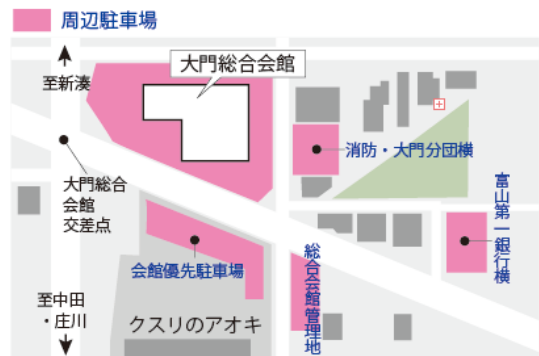 周辺駐車場
大門総合会館
至新湊
消防・大門分団横
大門総合
会館
交差点
富山第一銀行横
会館優先駐車場
総合会館管理地
至中田
・庄川
クスリのアオキ